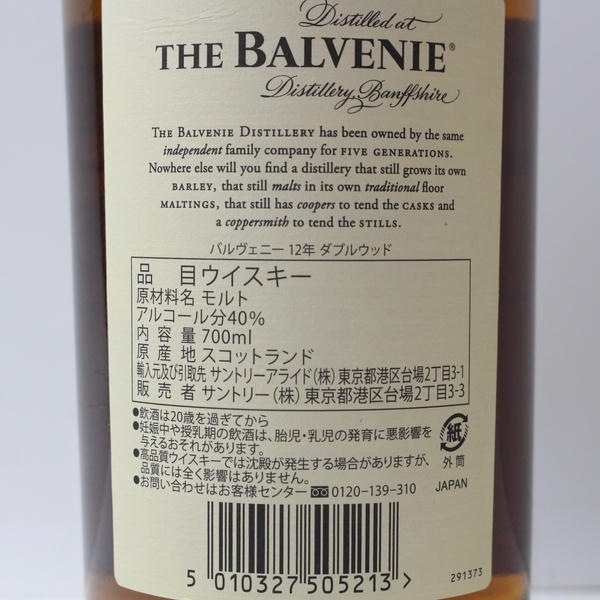 Distilled at
THE BALVENIE®
Distillery, Banffshire
THE BALVENIE DISTILLERY has been owned by the same
independent family company for FIVE GENERATIONS.
Nowhere else will you find a distillery that still grows its own
BARLEY, that still malts in its own traditional floor
MALTINGS, that still has coopers to tend the CASKS and
a coppersmith to tend the STILLS.
バルヴェニー 12年 ダブルウッド
品 目 ウイスキー
原材料名 モルト
アルコール分40%
内 容 量 700ml
原 産 地 スコットランド
輸入元及び引取先 サントリーアライド(株) 東京都港区台場2丁目3-1
販 売 者 サントリー(株) 東京都港区台場2丁目3-3
●飲酒は20歳を過ぎてから
●妊娠中や授乳期の飲酒は、胎児・乳児の発育に悪影響を
与えるおそれがあります。
●高品質ウイスキーでは沈殿が発生する場合がありますが、
品質には全く影響はありません。
●お問い合わせはお客様センター 0120-139-310
紙
外筒
JAPAN
5 010327 505213 >
291373